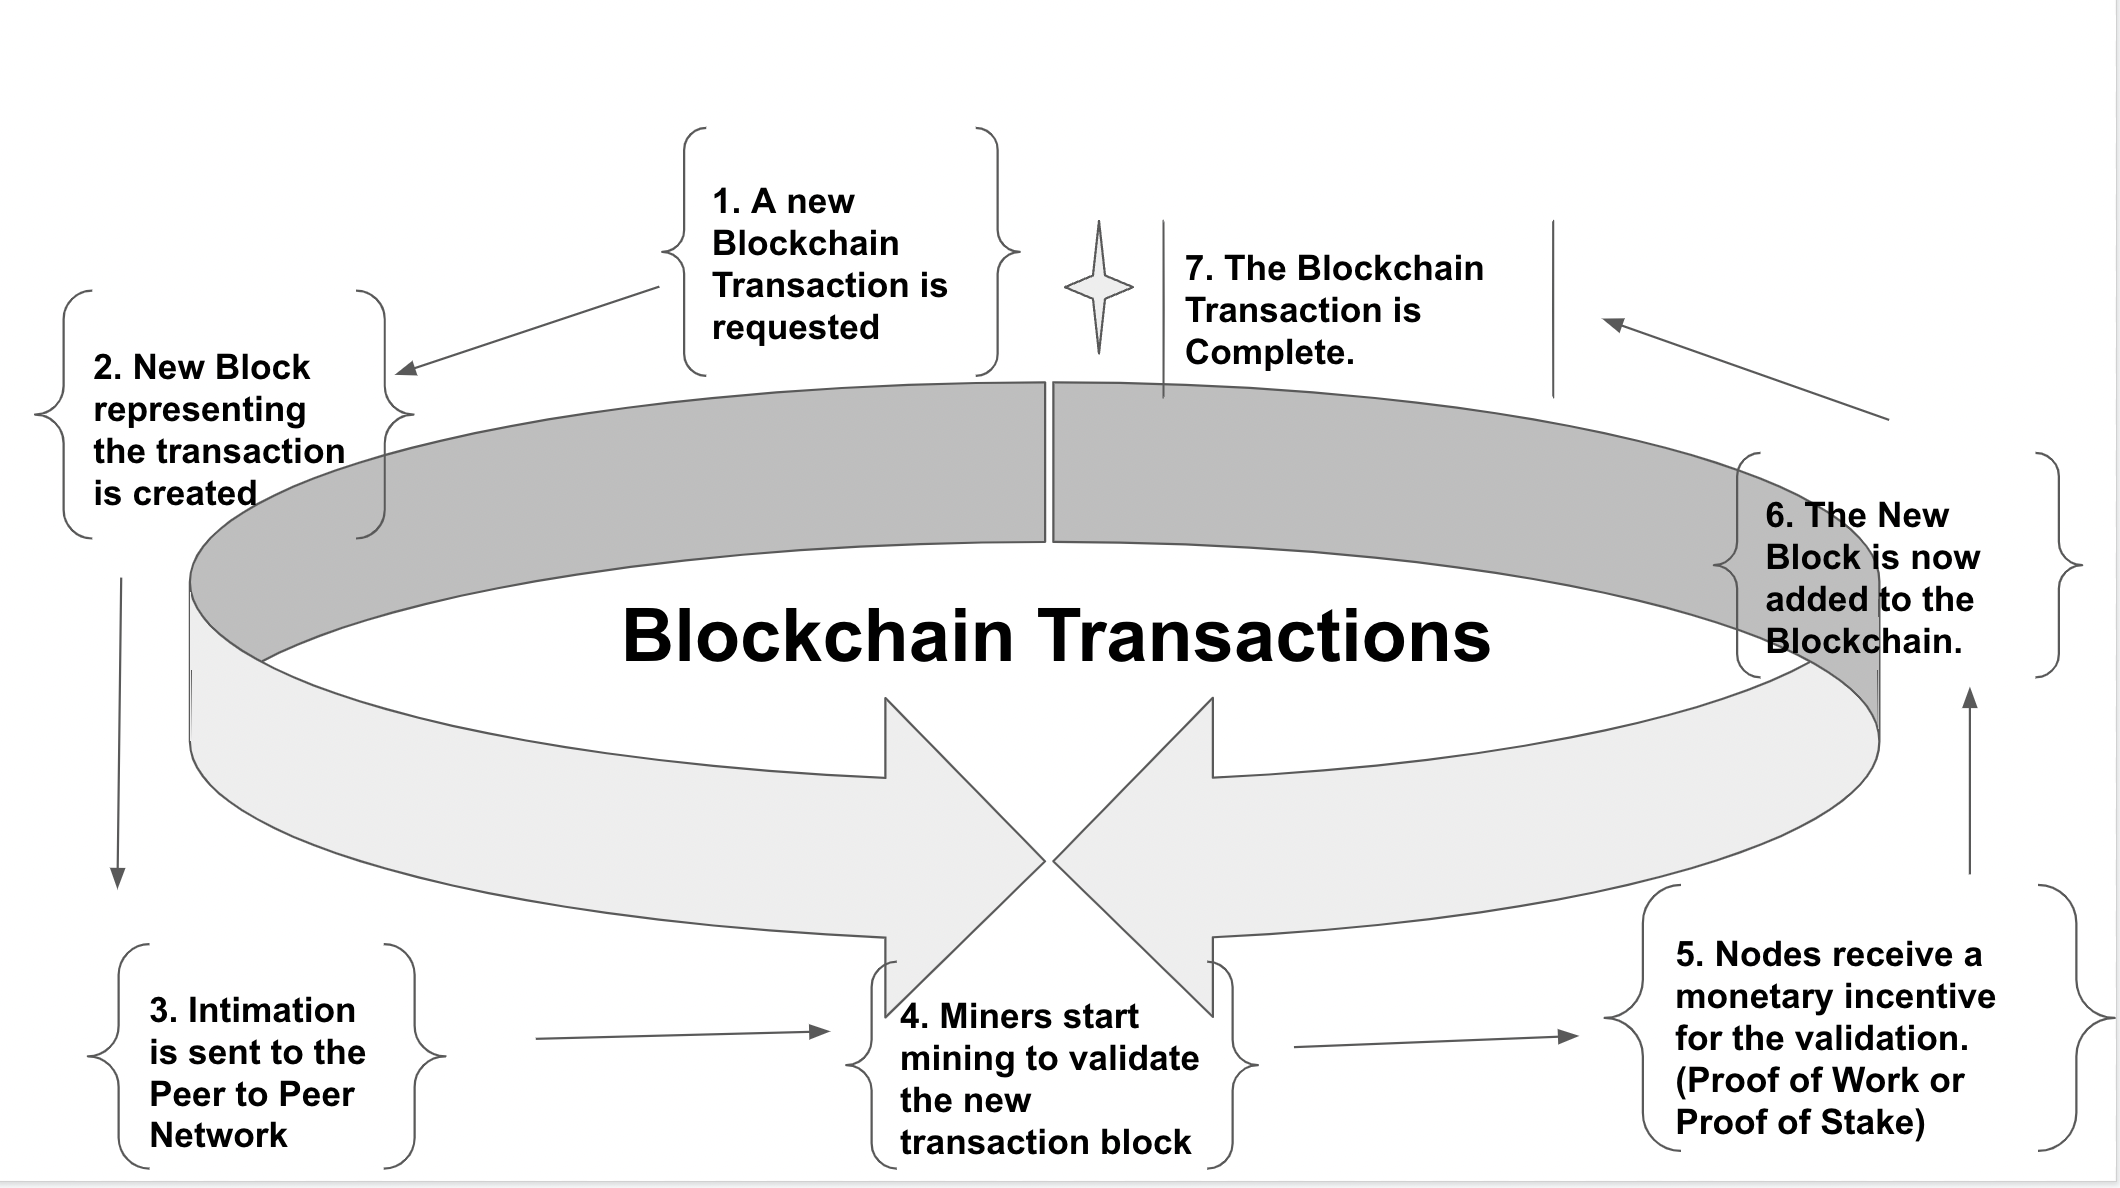 1. A new
Blockchain
Transaction is
requested
2. New Block
representing
the transaction
is created
3. Intimation
is sent to the
Peer to Peer
Network
4. Miners start
mining to validate
the new
transaction block
5. Nodes receive a
monetary incentive
for the validation.
(Proof of Work or
Proof of Stake)
6. The New
Block is now
added to the
Blockchain.
7. The Blockchain
Transaction is
Complete.
Blockchain Transactions